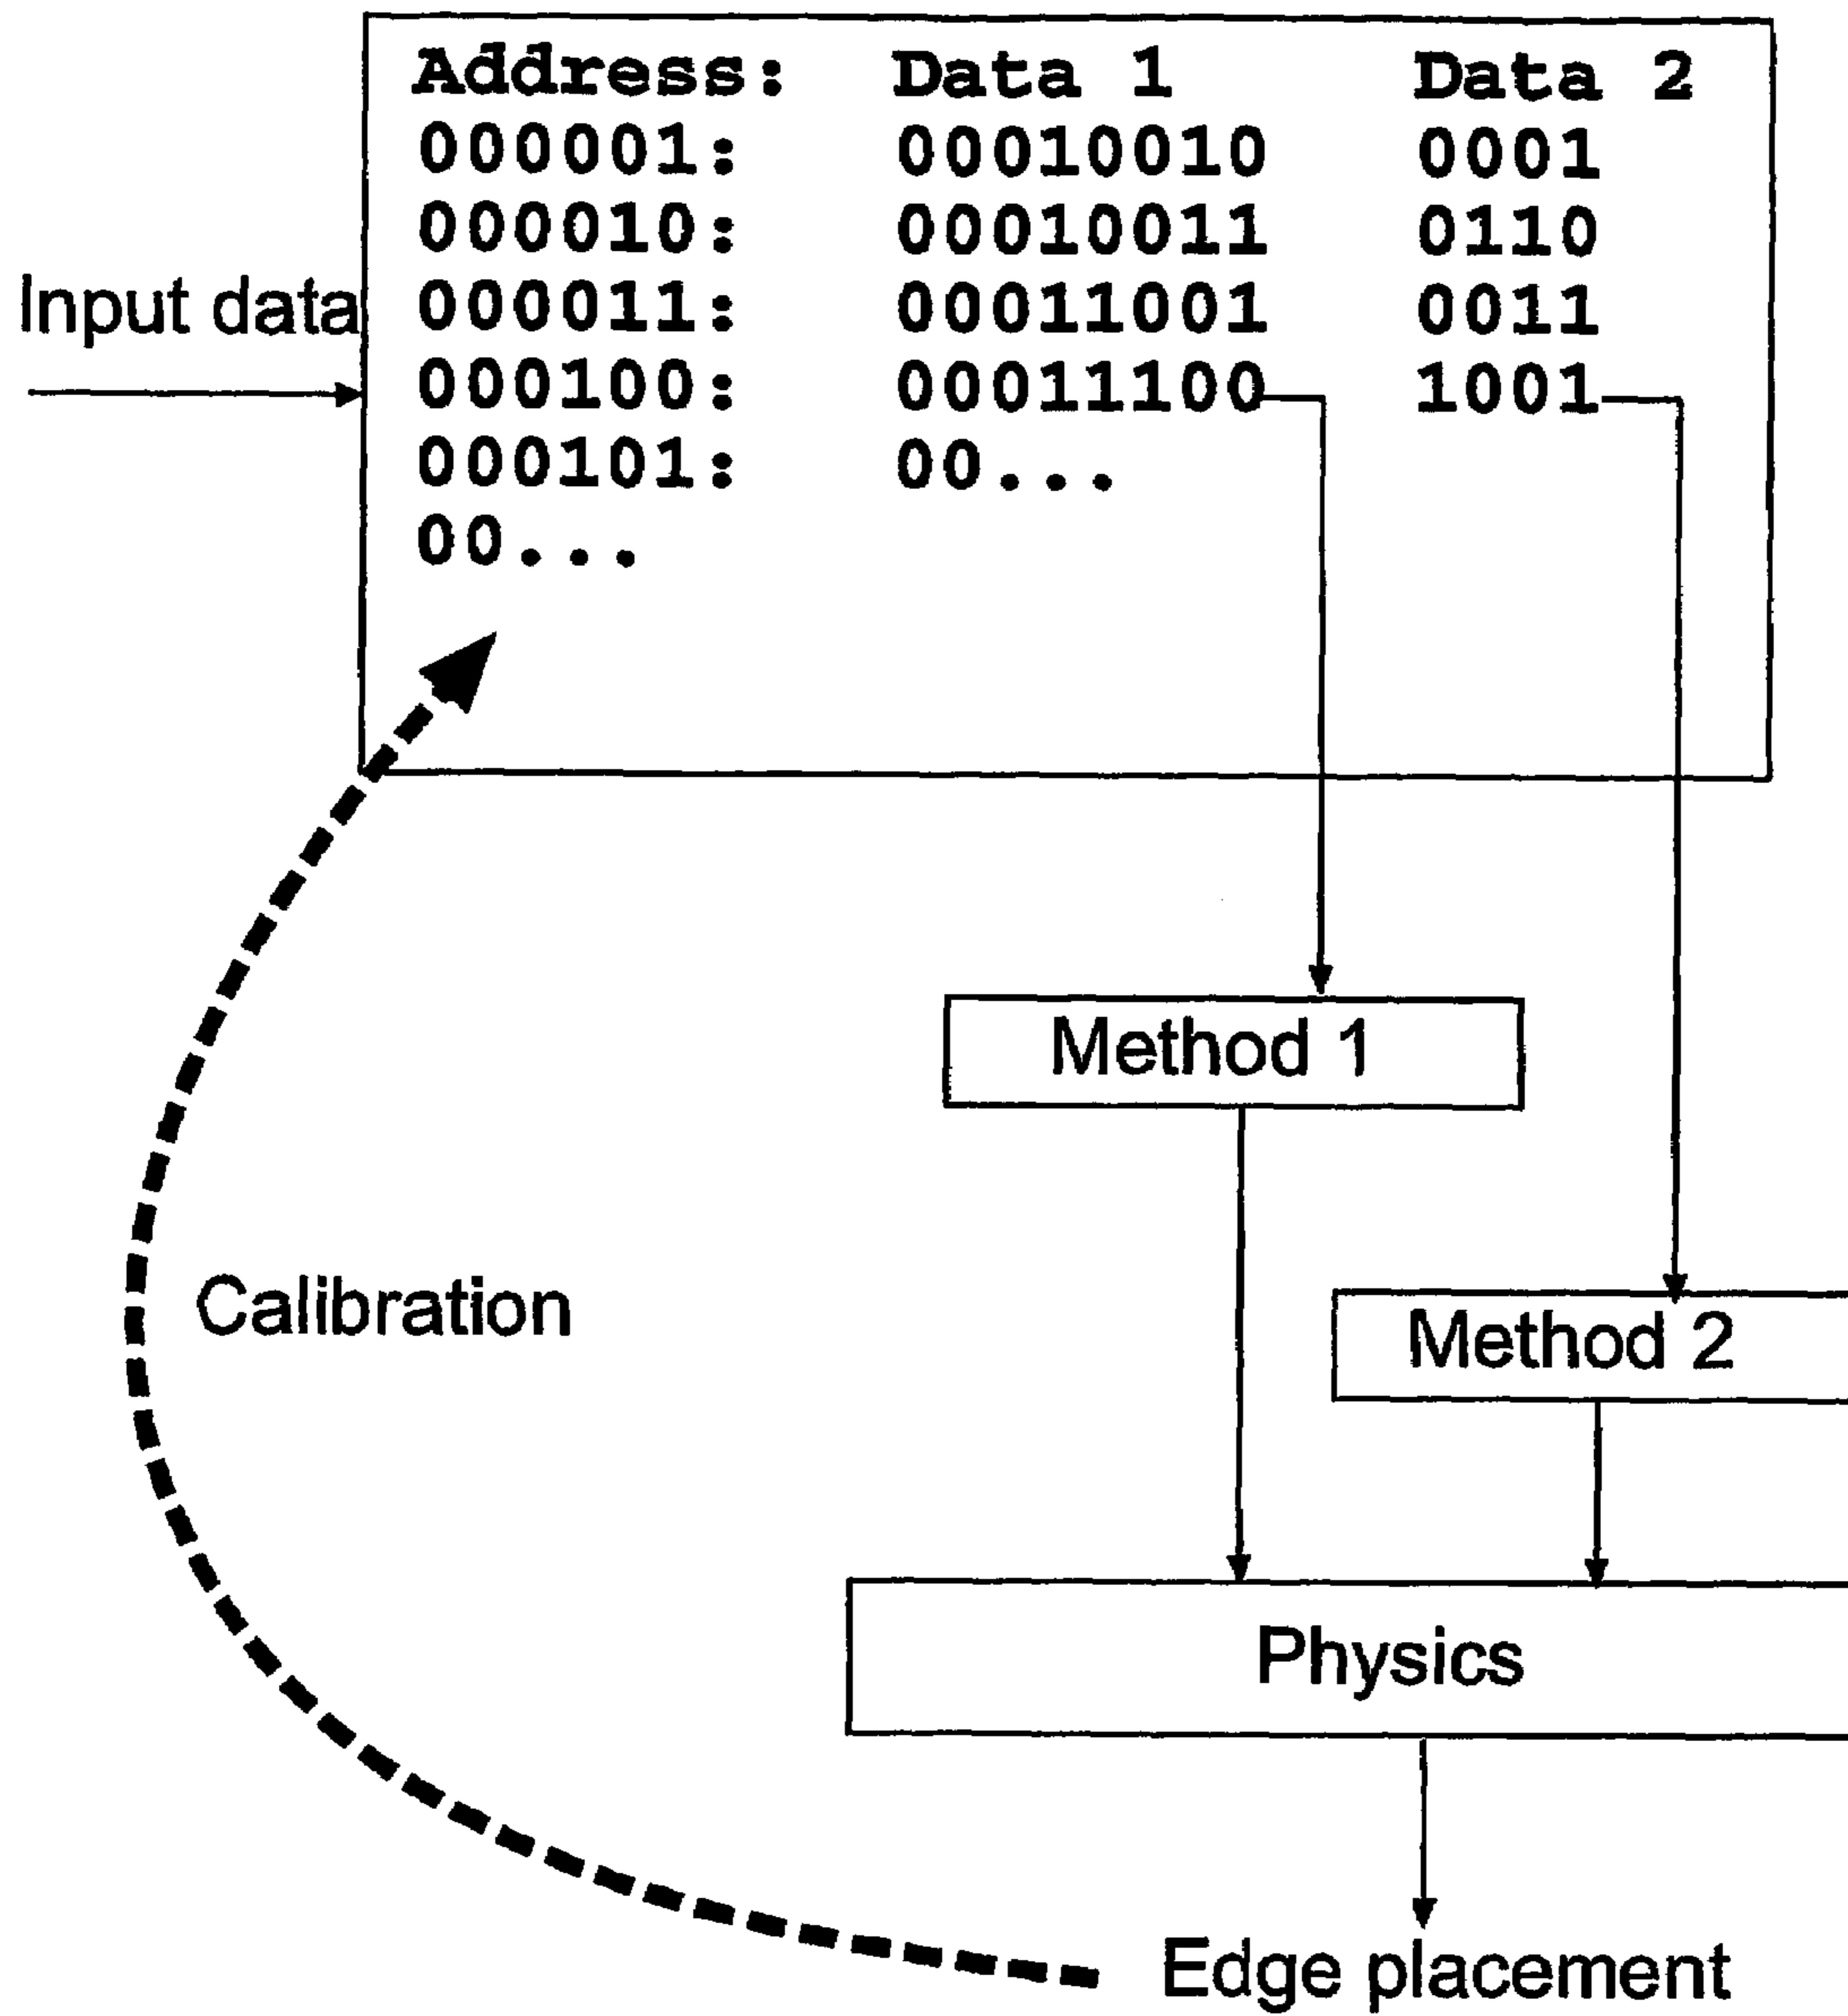 Address: Data 1 Data 2
000001: 00010010 0001
000010: 00010011 0110
Input data
000011: 00011001 0011
000100: 00011100 1001
000101: 00...
00...
Method 1
Calibration
Method 2
Physics
Edge placement